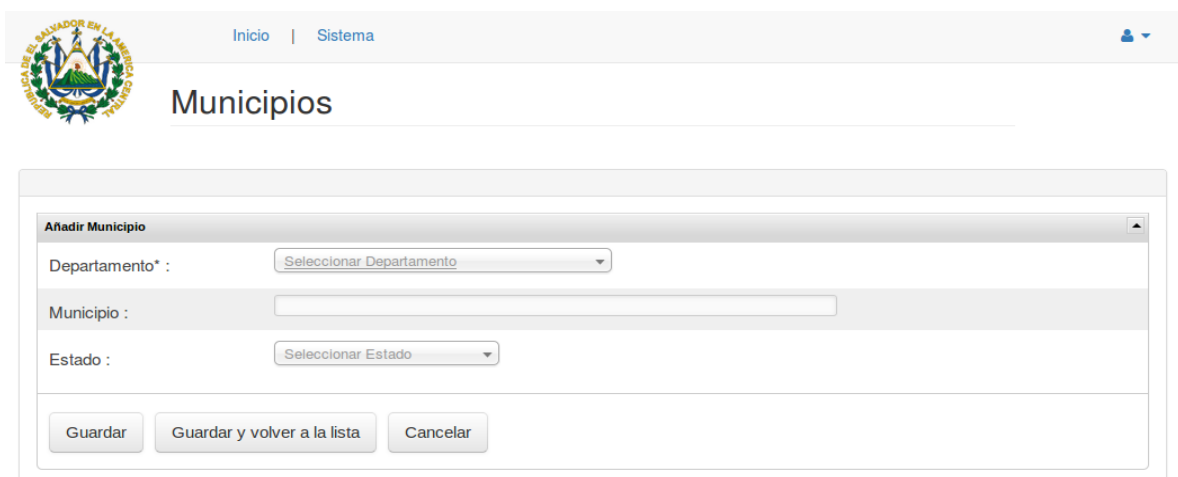 REPUBLICA DE EL SALVADOR EN LA AMERICA CENTRAL
Inicio | Sistema
Municipios
Añadir Municipio
Departamento* : Seleccionar Departamento
Municipio :
Estado : Seleccionar Estado
Guardar Guardar y volver a la lista Cancelar